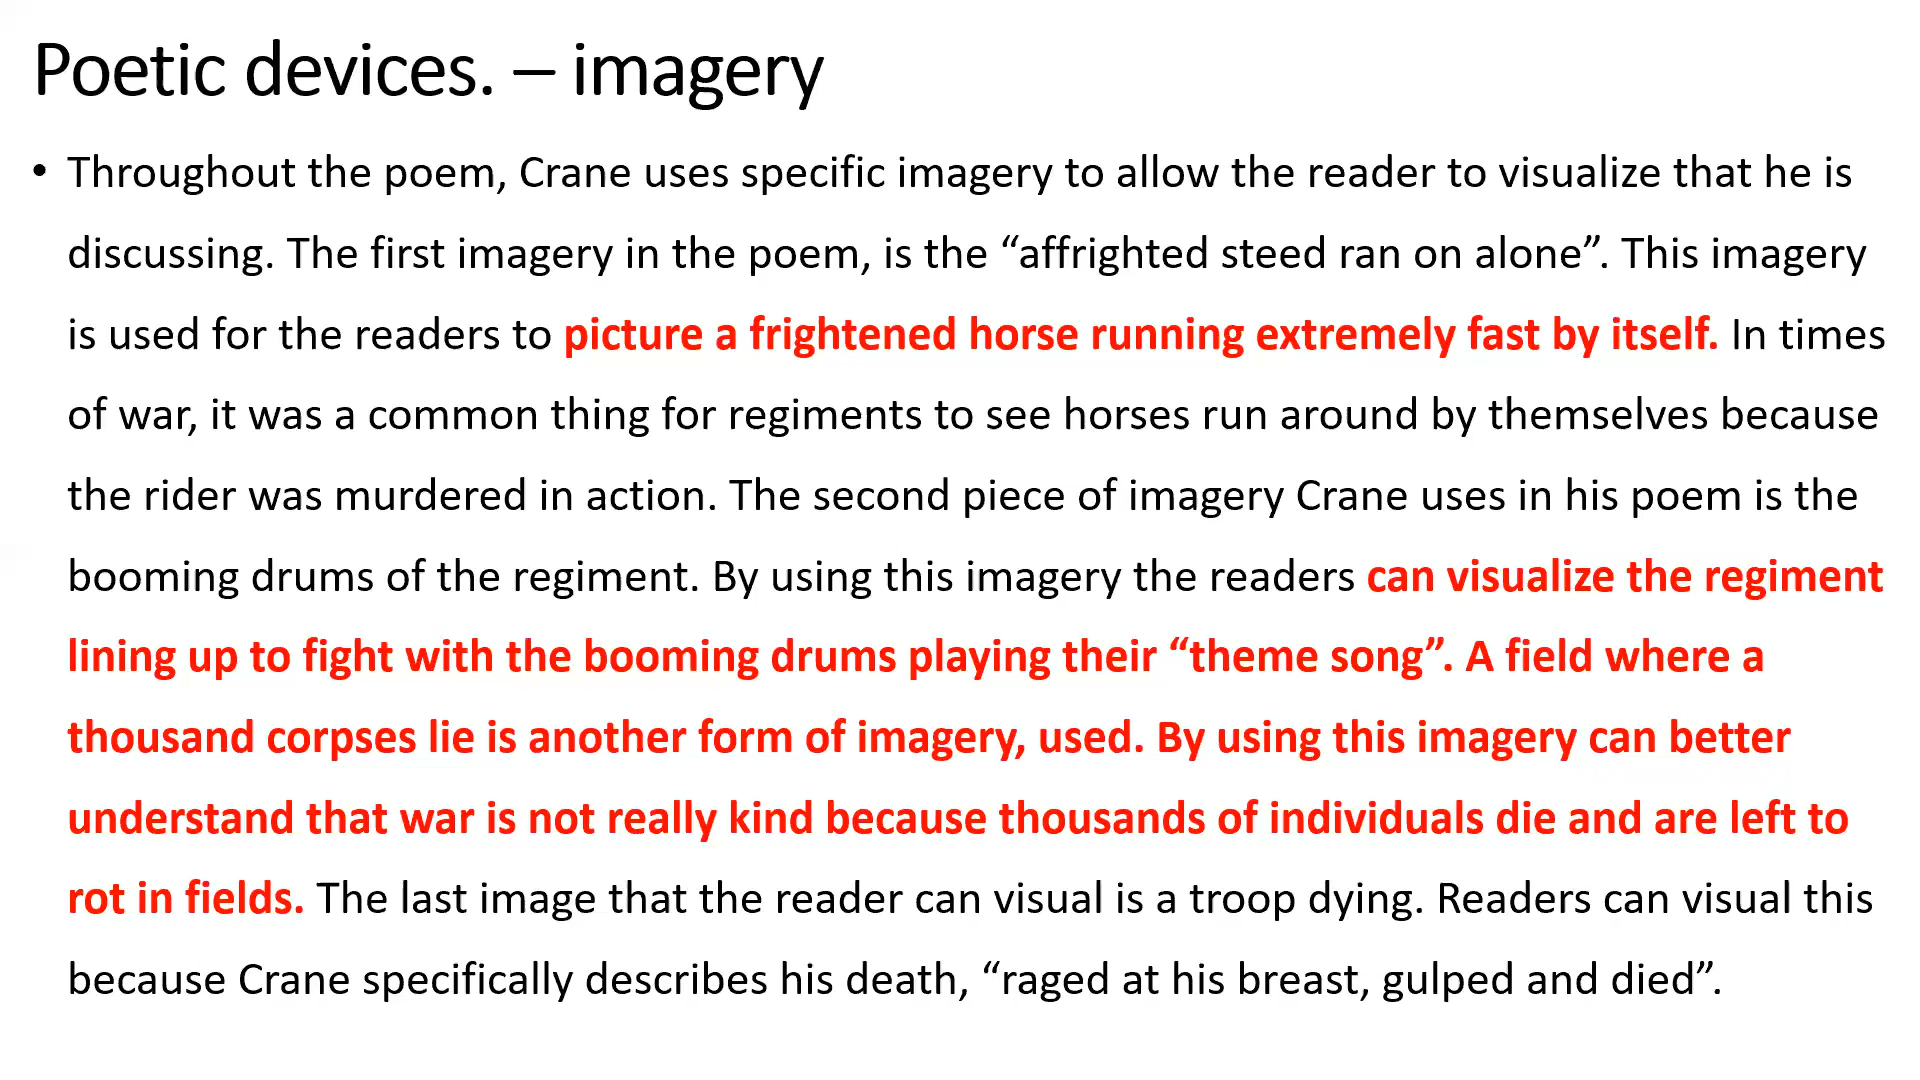 Poetic devices. – imagery
• Throughout the poem, Crane uses specific imagery to allow the reader to visualize that he is
discussing. The first imagery in the poem, is the “affrighted steed ran on alone”. This imagery
is used for the readers to picture a frightened horse running extremely fast by itself. In times
of war, it was a common thing for regiments to see horses run around by themselves because
the rider was murdered in action. The second piece of imagery Crane uses in his poem is the
booming drums of the regiment. By using this imagery the readers can visualize the regiment
lining up to fight with the booming drums playing their “theme song”. A field where a
thousand corpses lie is another form of imagery, used. By using this imagery can better
understand that war is not really kind because thousands of individuals die and are left to
rot in fields. The last image that the reader can visual is a troop dying. Readers can visual this
because Crane specifically describes his death, “raged at his breast, gulped and died”.